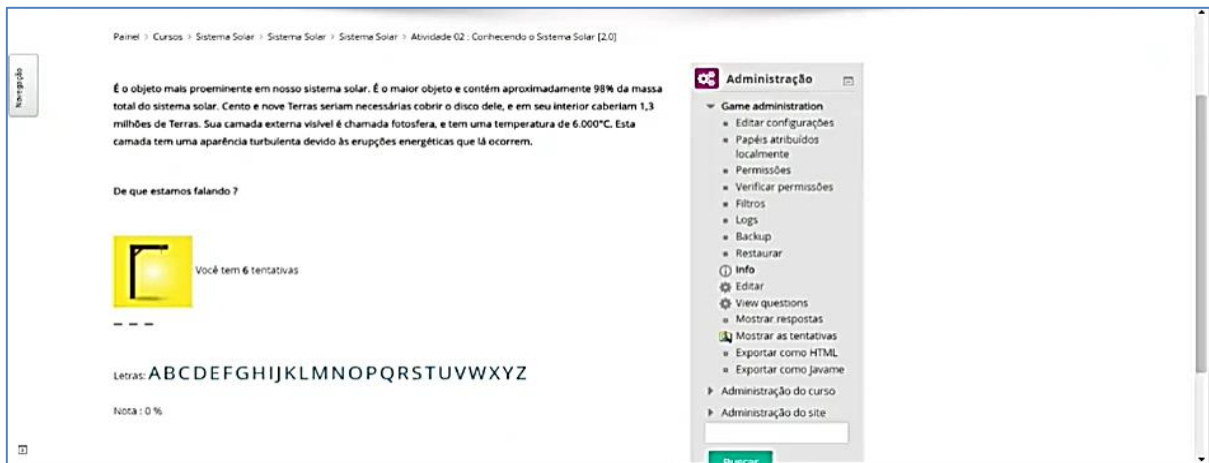 Painel > Cursos > Sistema Solar > Sistema Solar > Sistema Solar > Atividade 02 : Conhecendo o Sistema Solar [2.0]
Navegação
É o objeto mais proeminente em nosso sistema solar. É o maior objeto e contém aproximadamente 98% da massa
total do sistema solar. Cento e nove Terras seriam necessárias cobrir o disco dele, e em seu interior caberiam 1,3
milhões de Terras. Sua camada externa visível é chamada fotosfera, e tem uma temperatura de 6.000°C. Esta
camada tem uma aparência turbulenta devido às erupções energéticas que lá ocorrem.
De que estamos falando ?
Você tem 6 tentativas
_ _ _
Letras: A B C D E F G H I J K L M N O P Q R S T U V W X Y Z
Nota : 0 %
Administração
Game administration
Editar configurações
Papéis atribuídos
localmente
Permissões
Verificar permissões
Filtros
Logs
Backup
Restaurar
Info
Editar
View questions
Mostrar respostas
Mostrar as tentativas
Exportar como HTML
Exportar como Javame
Administração do curso
Administração do site
Buscar